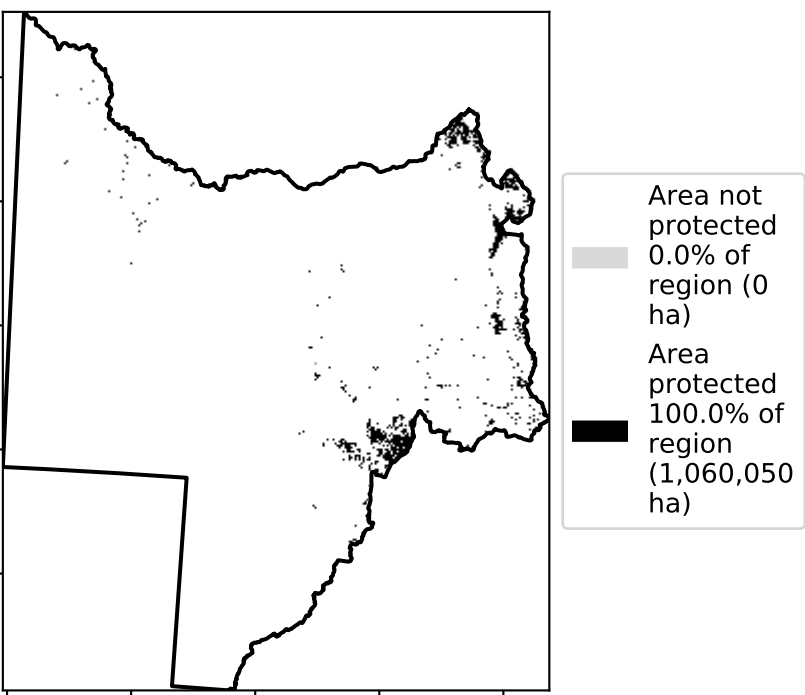 Area not
protected
0.0% of
region (0
ha)
Area
protected
100.0% of
region
(1,060,050
ha)